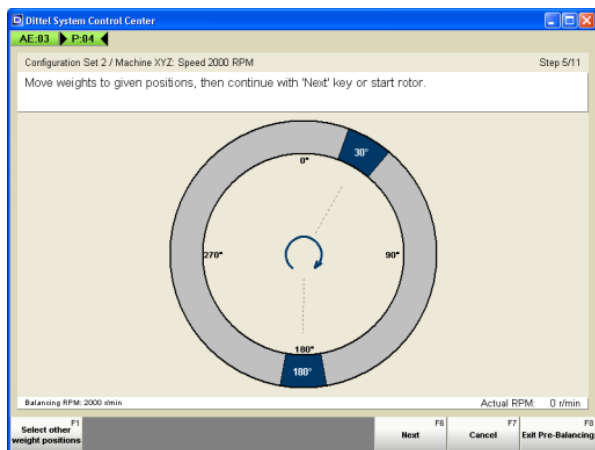 Dittel System Control Center
AE:03 P:04
Configuration Set 2 / Machine XYZ: Speed 2000 RPM Step 5/11
Move weights to given positions, then continue with 'Next' key or start rotor.
30°
0°
270° 90°
180°
180°
Balancing RPM: 2000 r/min Actual RPM: 0 r/min
F1 F6 F7 F8
Select other
weight positions Next Cancel Exit Pre-Balancing